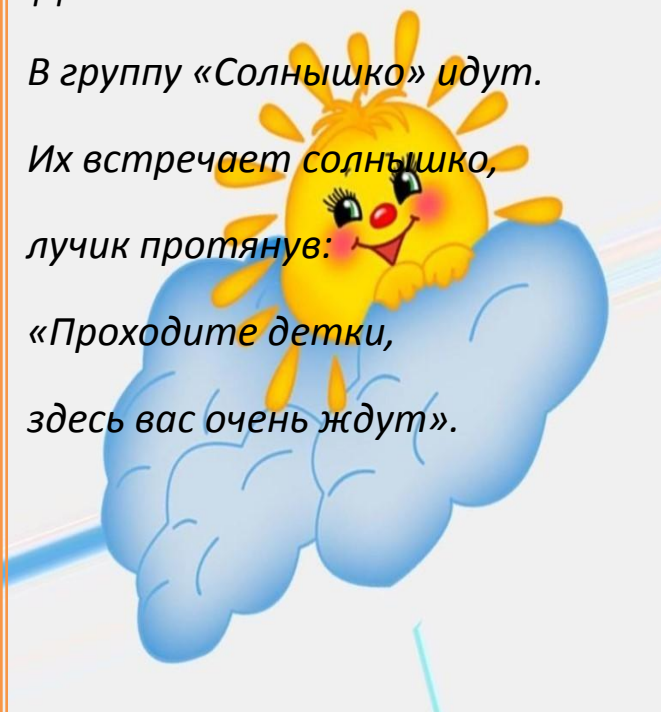 В группу «Солнышко» идут.
Их встречает солнышко,
лучик протянув:
«Проходите детки,
здесь вас очень ждут».